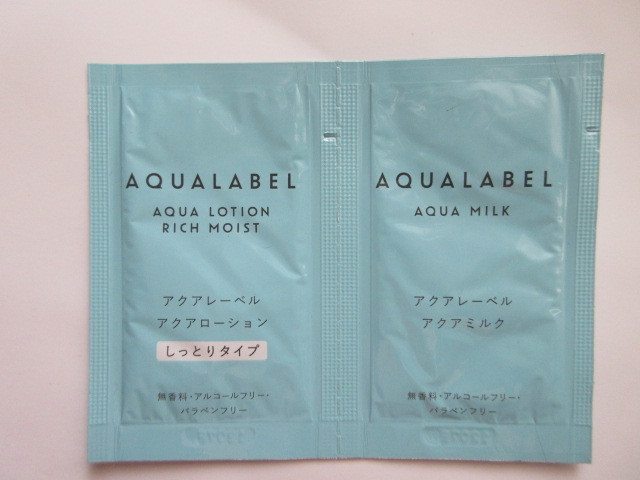 AQUALABEL
AQUA LOTION
RICH MOIST
アクアレーベル
アクアローション
しっとりタイプ
無香料・アルコールフリー・
パラベンフリー
AQUALABEL
AQUA MILK
アクアレーベル
アクアミルク
無香料・アルコールフリー・
パラベンフリー